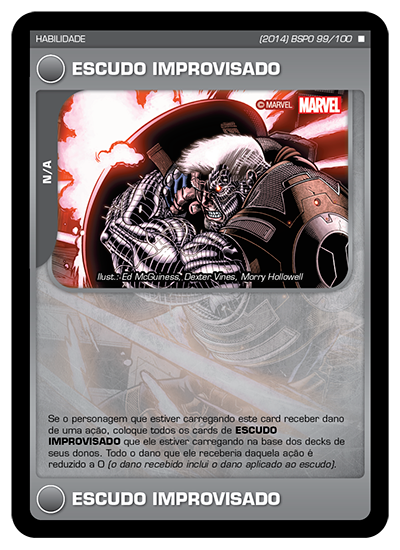 HABILIDADE (2014) BSPO 99/100
ESCUDO IMPROVISADO
© MARVEL MARVEL
N/A
Ilust.: Ed McGuiness, Dexter Vines, Morry Hollowell
Se o personagem que estiver carregando este card receber dano
de uma ação, coloque todos os cards de ESCUDO
IMPROVISADO que ele estiver carregando na base dos decks de
seus donos. Todo o dano que ele receberia daquela ação é
reduzido a 0 (o dano recebido inclui o dano aplicado ao escudo).
ESCUDO IMPROVISADO